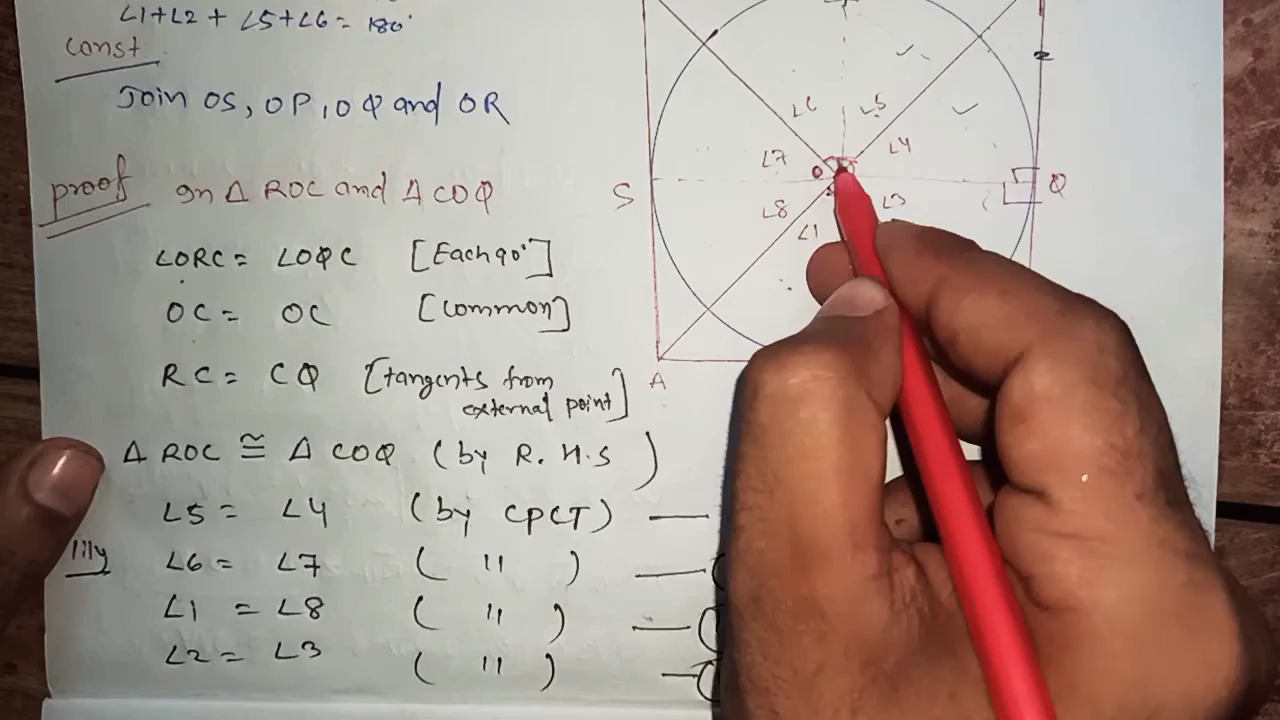 ∠1+∠2 + ∠5+∠6 = 180°
Const
Join OS, OP, OQ and OR
proof In Δ ROC and Δ COQ
∠ORC = ∠OQC [Each 90°]
OC = OC [Common]
RC = CQ [tangents from
external point]
Δ ROC ≅ Δ COQ (by R.H.S)
∠5 = ∠4 (by CPCT) —
lily ∠6 = ∠7 ( " ) —
∠1 = ∠8 ( " ) —
∠2 = ∠3 ( " ) —
∠6 ∠5
∠7 ∠4
O
S Q
∠8 ∠3
∠1
A